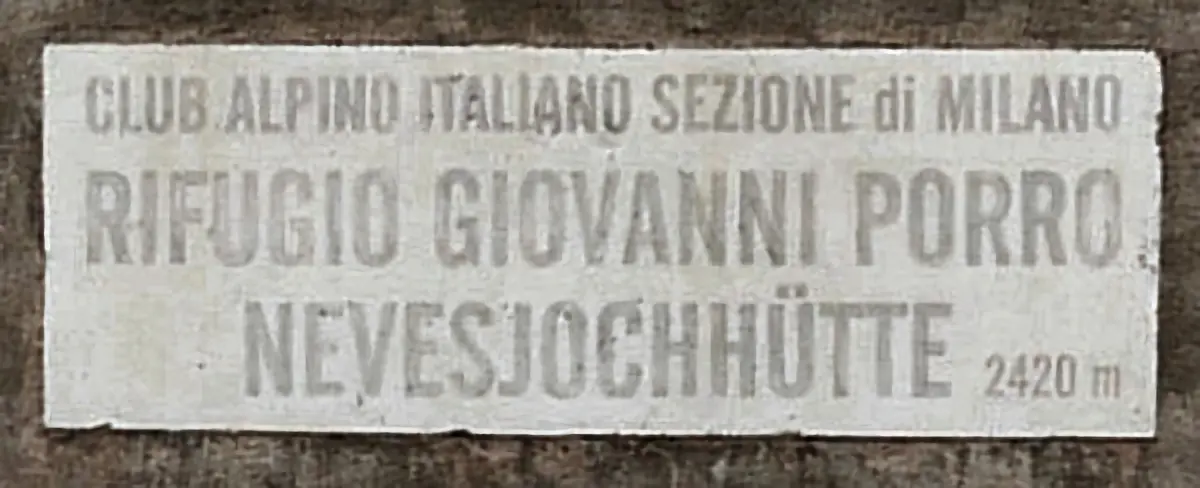 CLUB ALPINO ITALIANO SEZIONE di MILANO
RIFUGIO GIOVANNI PORRO
NEVESJOCHHÜTTE 2420 m